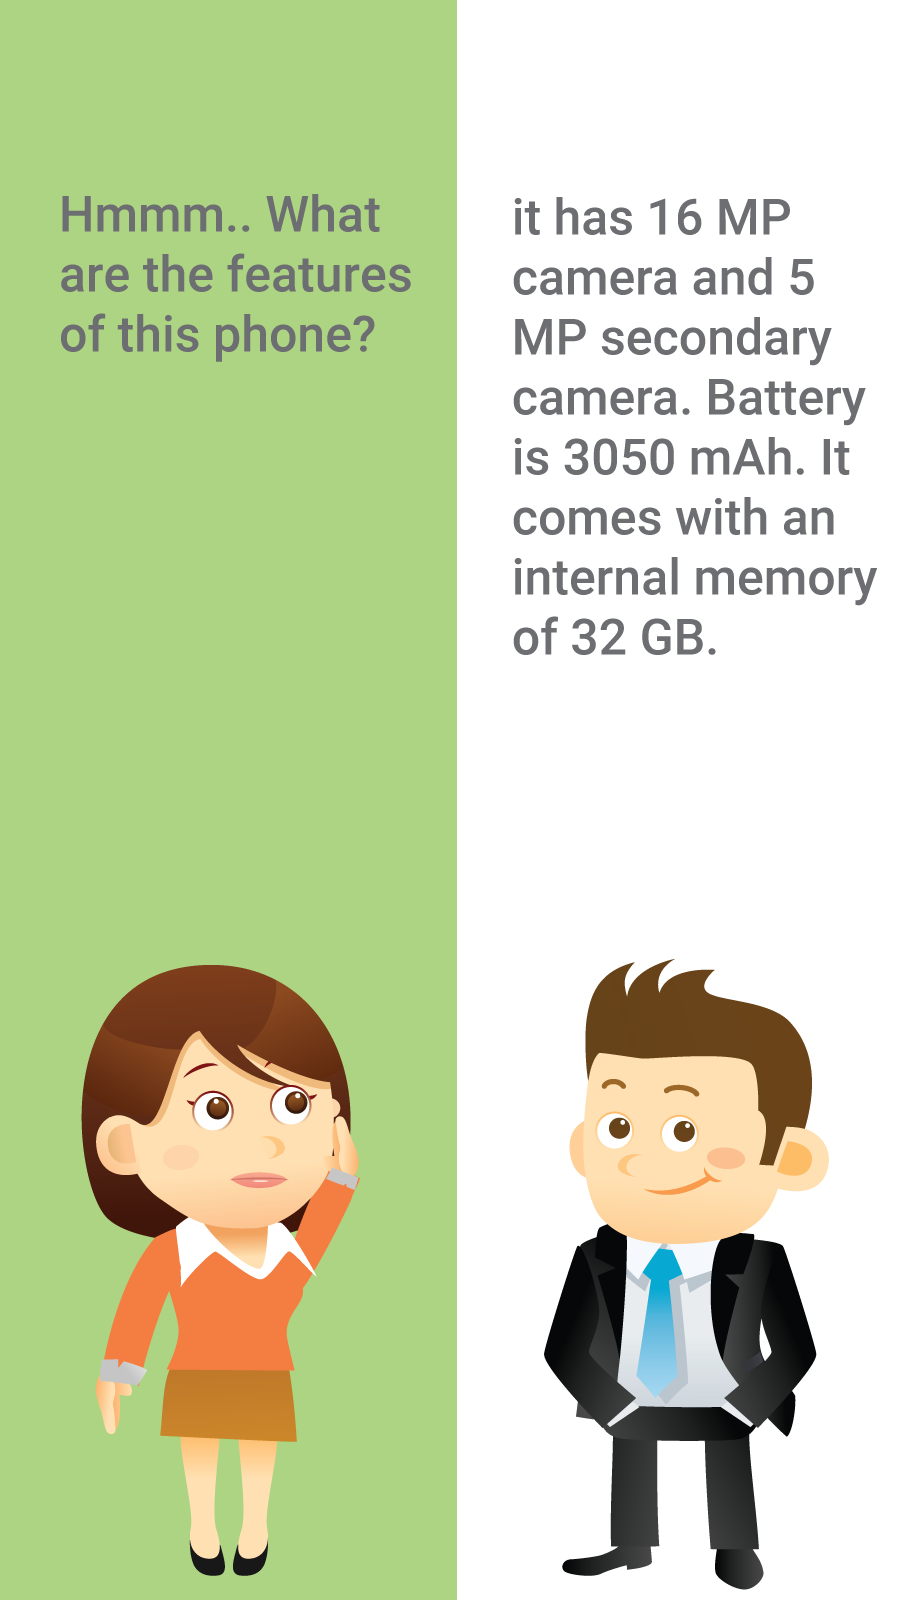 Hmmm.. What
are the features
of this phone?
it has 16 MP
camera and 5
MP secondary
camera. Battery
is 3050 mAh. It
comes with an
internal memory
of 32 GB.